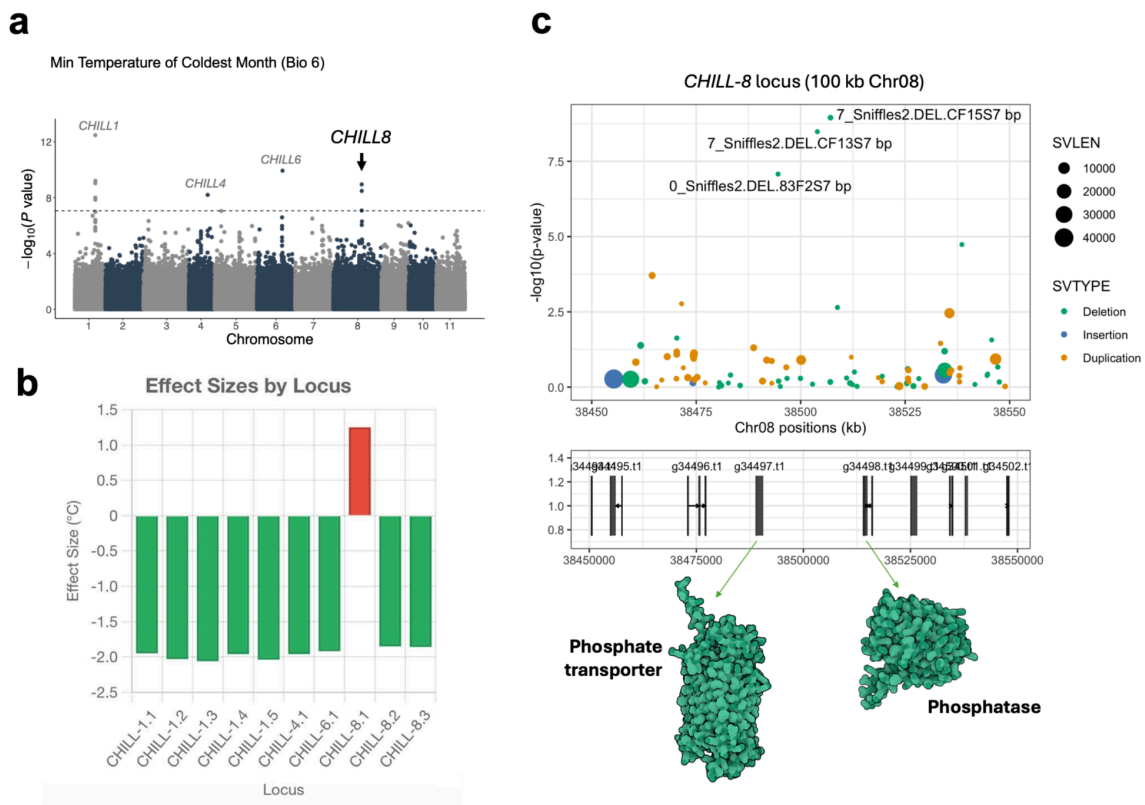 a
Min Temperature of Coldest Month (Bio 6)
CHILL1
CHILL4
CHILL6
CHILL8
−log10(P value)
12
8
4
0
1 2 3 4 5 6 7 8 9 10 11
Chromosome
b
Effect Sizes by Locus
Effect Size (°C)
1.5
1.0
0.5
0
-0.5
-1.0
-1.5
-2.0
-2.5
CHILL-1.1
CHILL-1.2
CHILL-1.3
CHILL-1.4
CHILL-1.5
CHILL-4.1
CHILL-6.1
CHILL-8.1
CHILL-8.2
CHILL-8.3
Locus
c
CHILL-8 locus (100 kb Chr08)
7_Sniffles2.DEL.CF15S7 bp
7_Sniffles2.DEL.CF13S7 bp
0_Sniffles2.DEL.83F2S7 bp
-log10(p-value)
7.5
5.0
2.5
0.0
38450 38475 38500 38525 38550
Chr08 positions (kb)
SVLEN
10000
20000
30000
40000
SVTYPE
Deletion
Insertion
Duplication
1.4
1.2
1.0
0.8
g34495.t1 g34496.t1 g34497.t1 g34498.t1 g34499 g34502.t1
38450000 38475000 38500000 38525000 38550000
Phosphate
transporter
Phosphatase